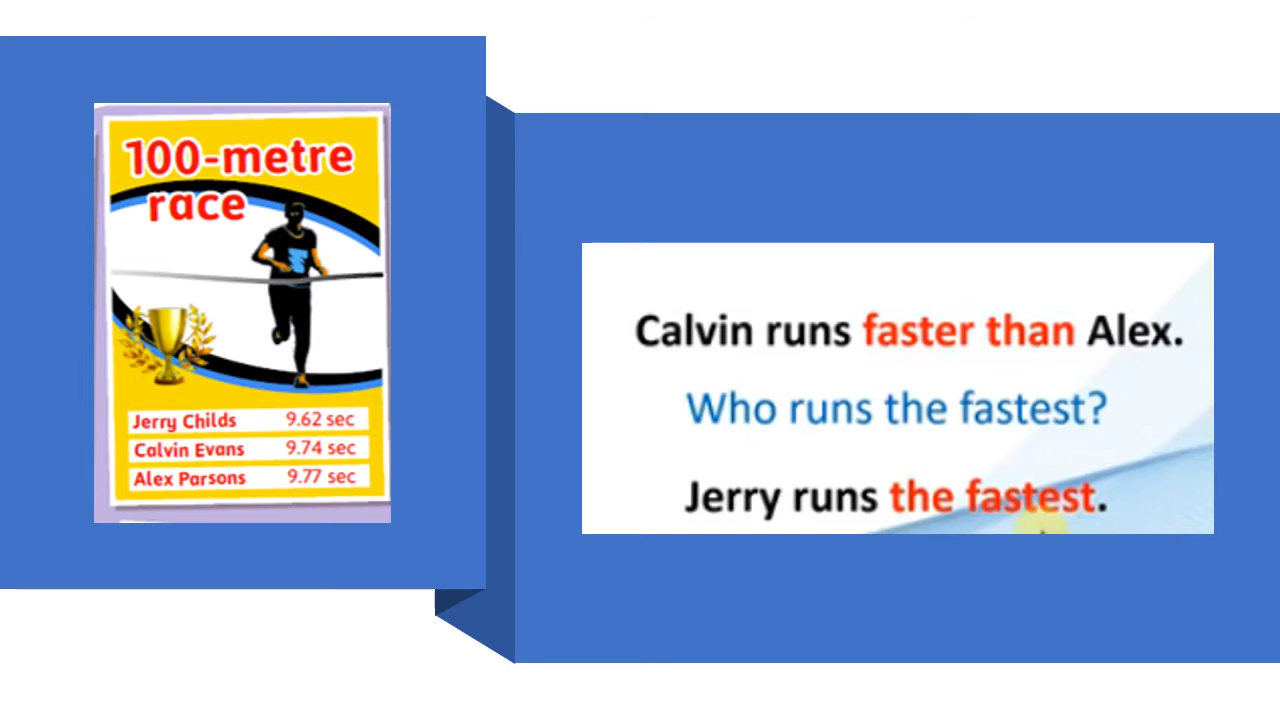 100-metre
race
Jerry Childs 9.62 sec
Calvin Evans 9.74 sec
Alex Parsons 9.77 sec
Calvin runs faster than Alex.
Who runs the fastest?
Jerry runs the fastest.